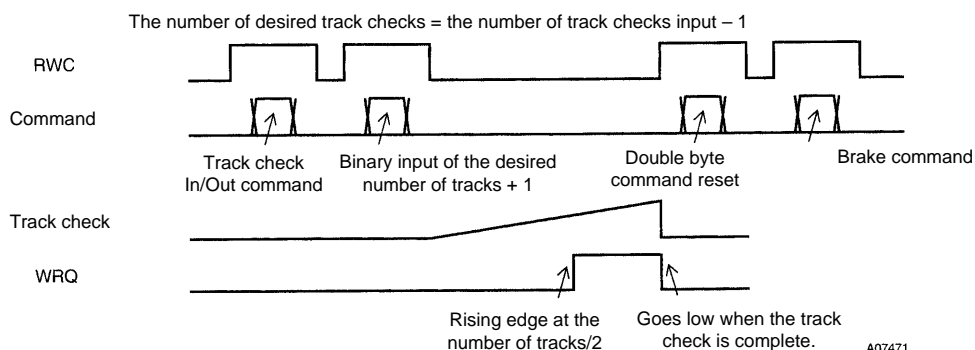 The number of desired track checks = the number of track checks input – 1
RWC
Command
Track check
In/Out command
Binary input of the desired
number of tracks + 1
Double byte
command reset
Brake command
Track check
WRQ
Rising edge at the
number of tracks/2
Goes low when the track
check is complete.
A07471